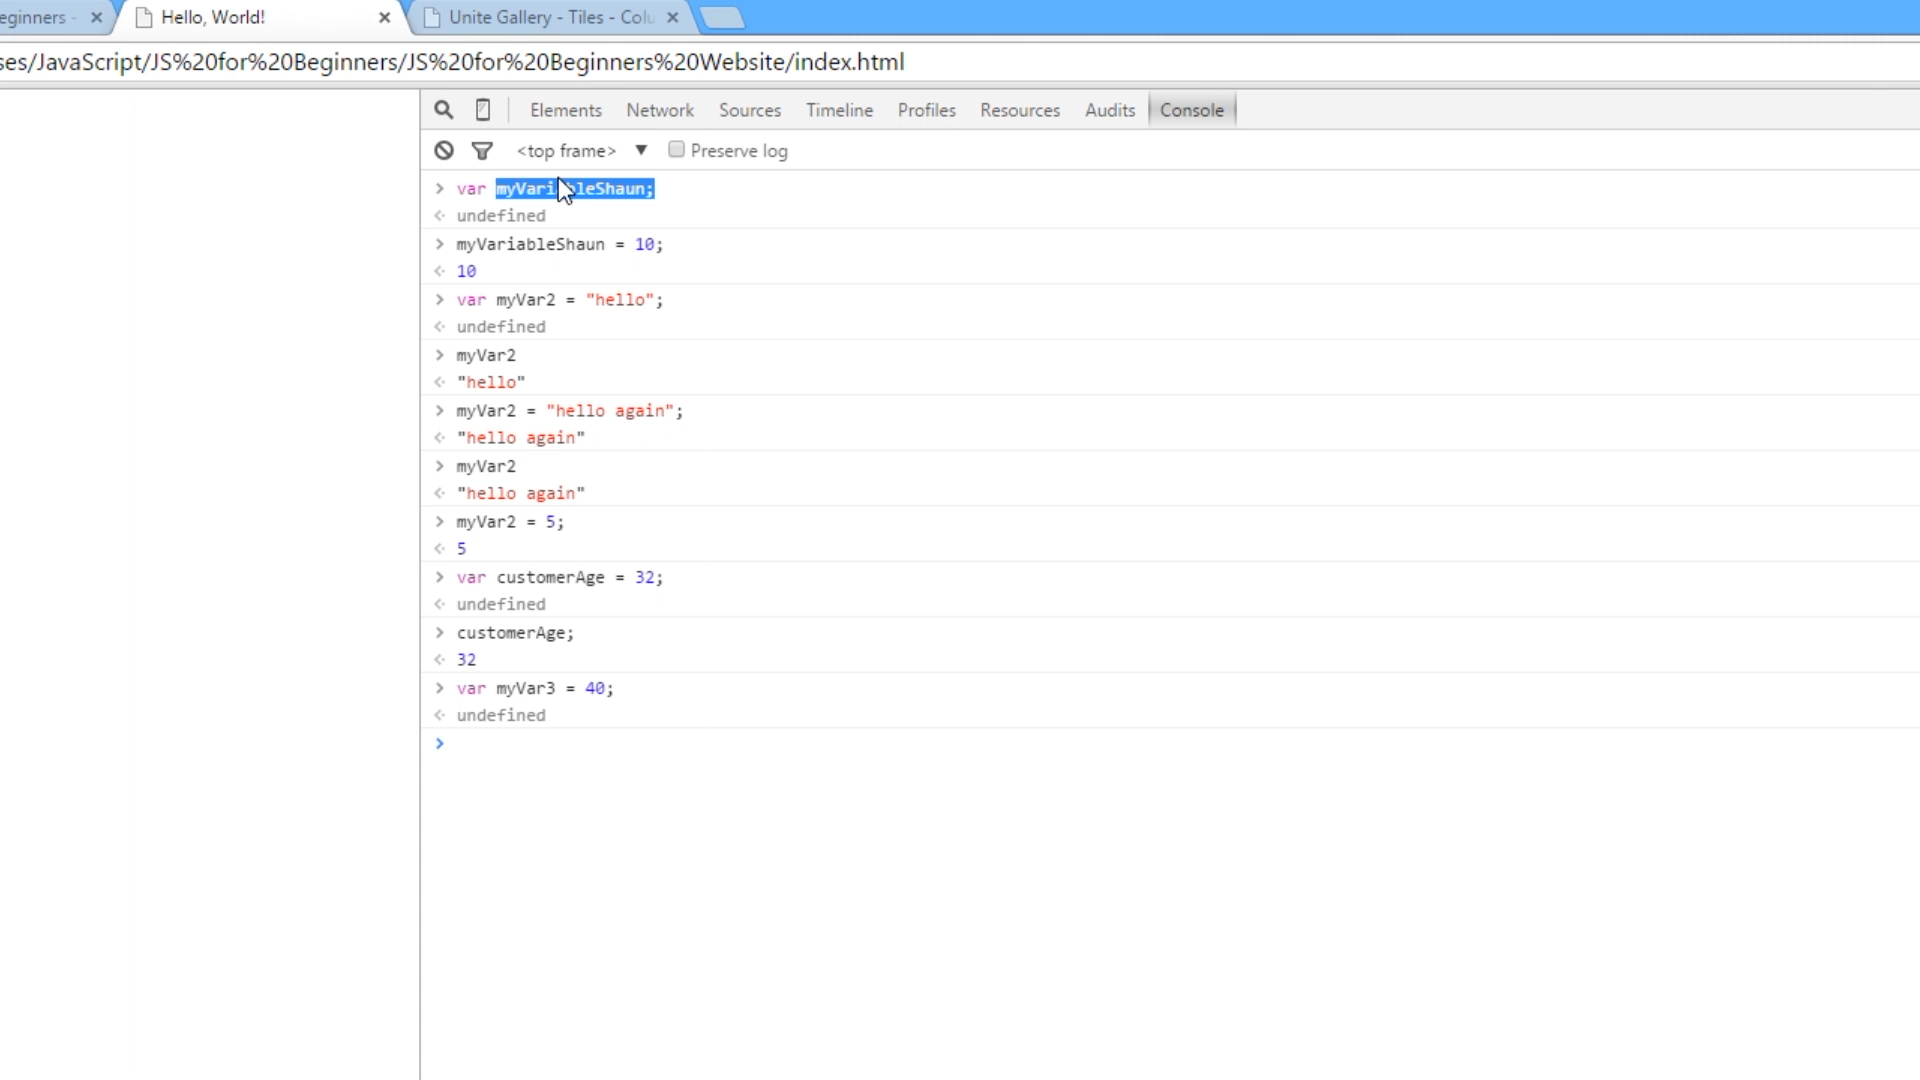 eginners - Hello, World! Unite Gallery - Tiles - Colu
ses/JavaScript/JS%20for%20Beginners/JS%20for%20Beginners%20Website/index.html
Elements Network Sources Timeline Profiles Resources Audits Console
<top frame> ▼ Preserve log
> var myVariableShaun;
<· undefined
> myVariableShaun = 10;
<· 10
> var myVar2 = "hello";
<· undefined
> myVar2
<· "hello"
> myVar2 = "hello again";
<· "hello again"
> myVar2
<· "hello again"
> myVar2 = 5;
<· 5
> var customerAge = 32;
<· undefined
> customerAge;
<· 32
> var myVar3 = 40;
<· undefined
>